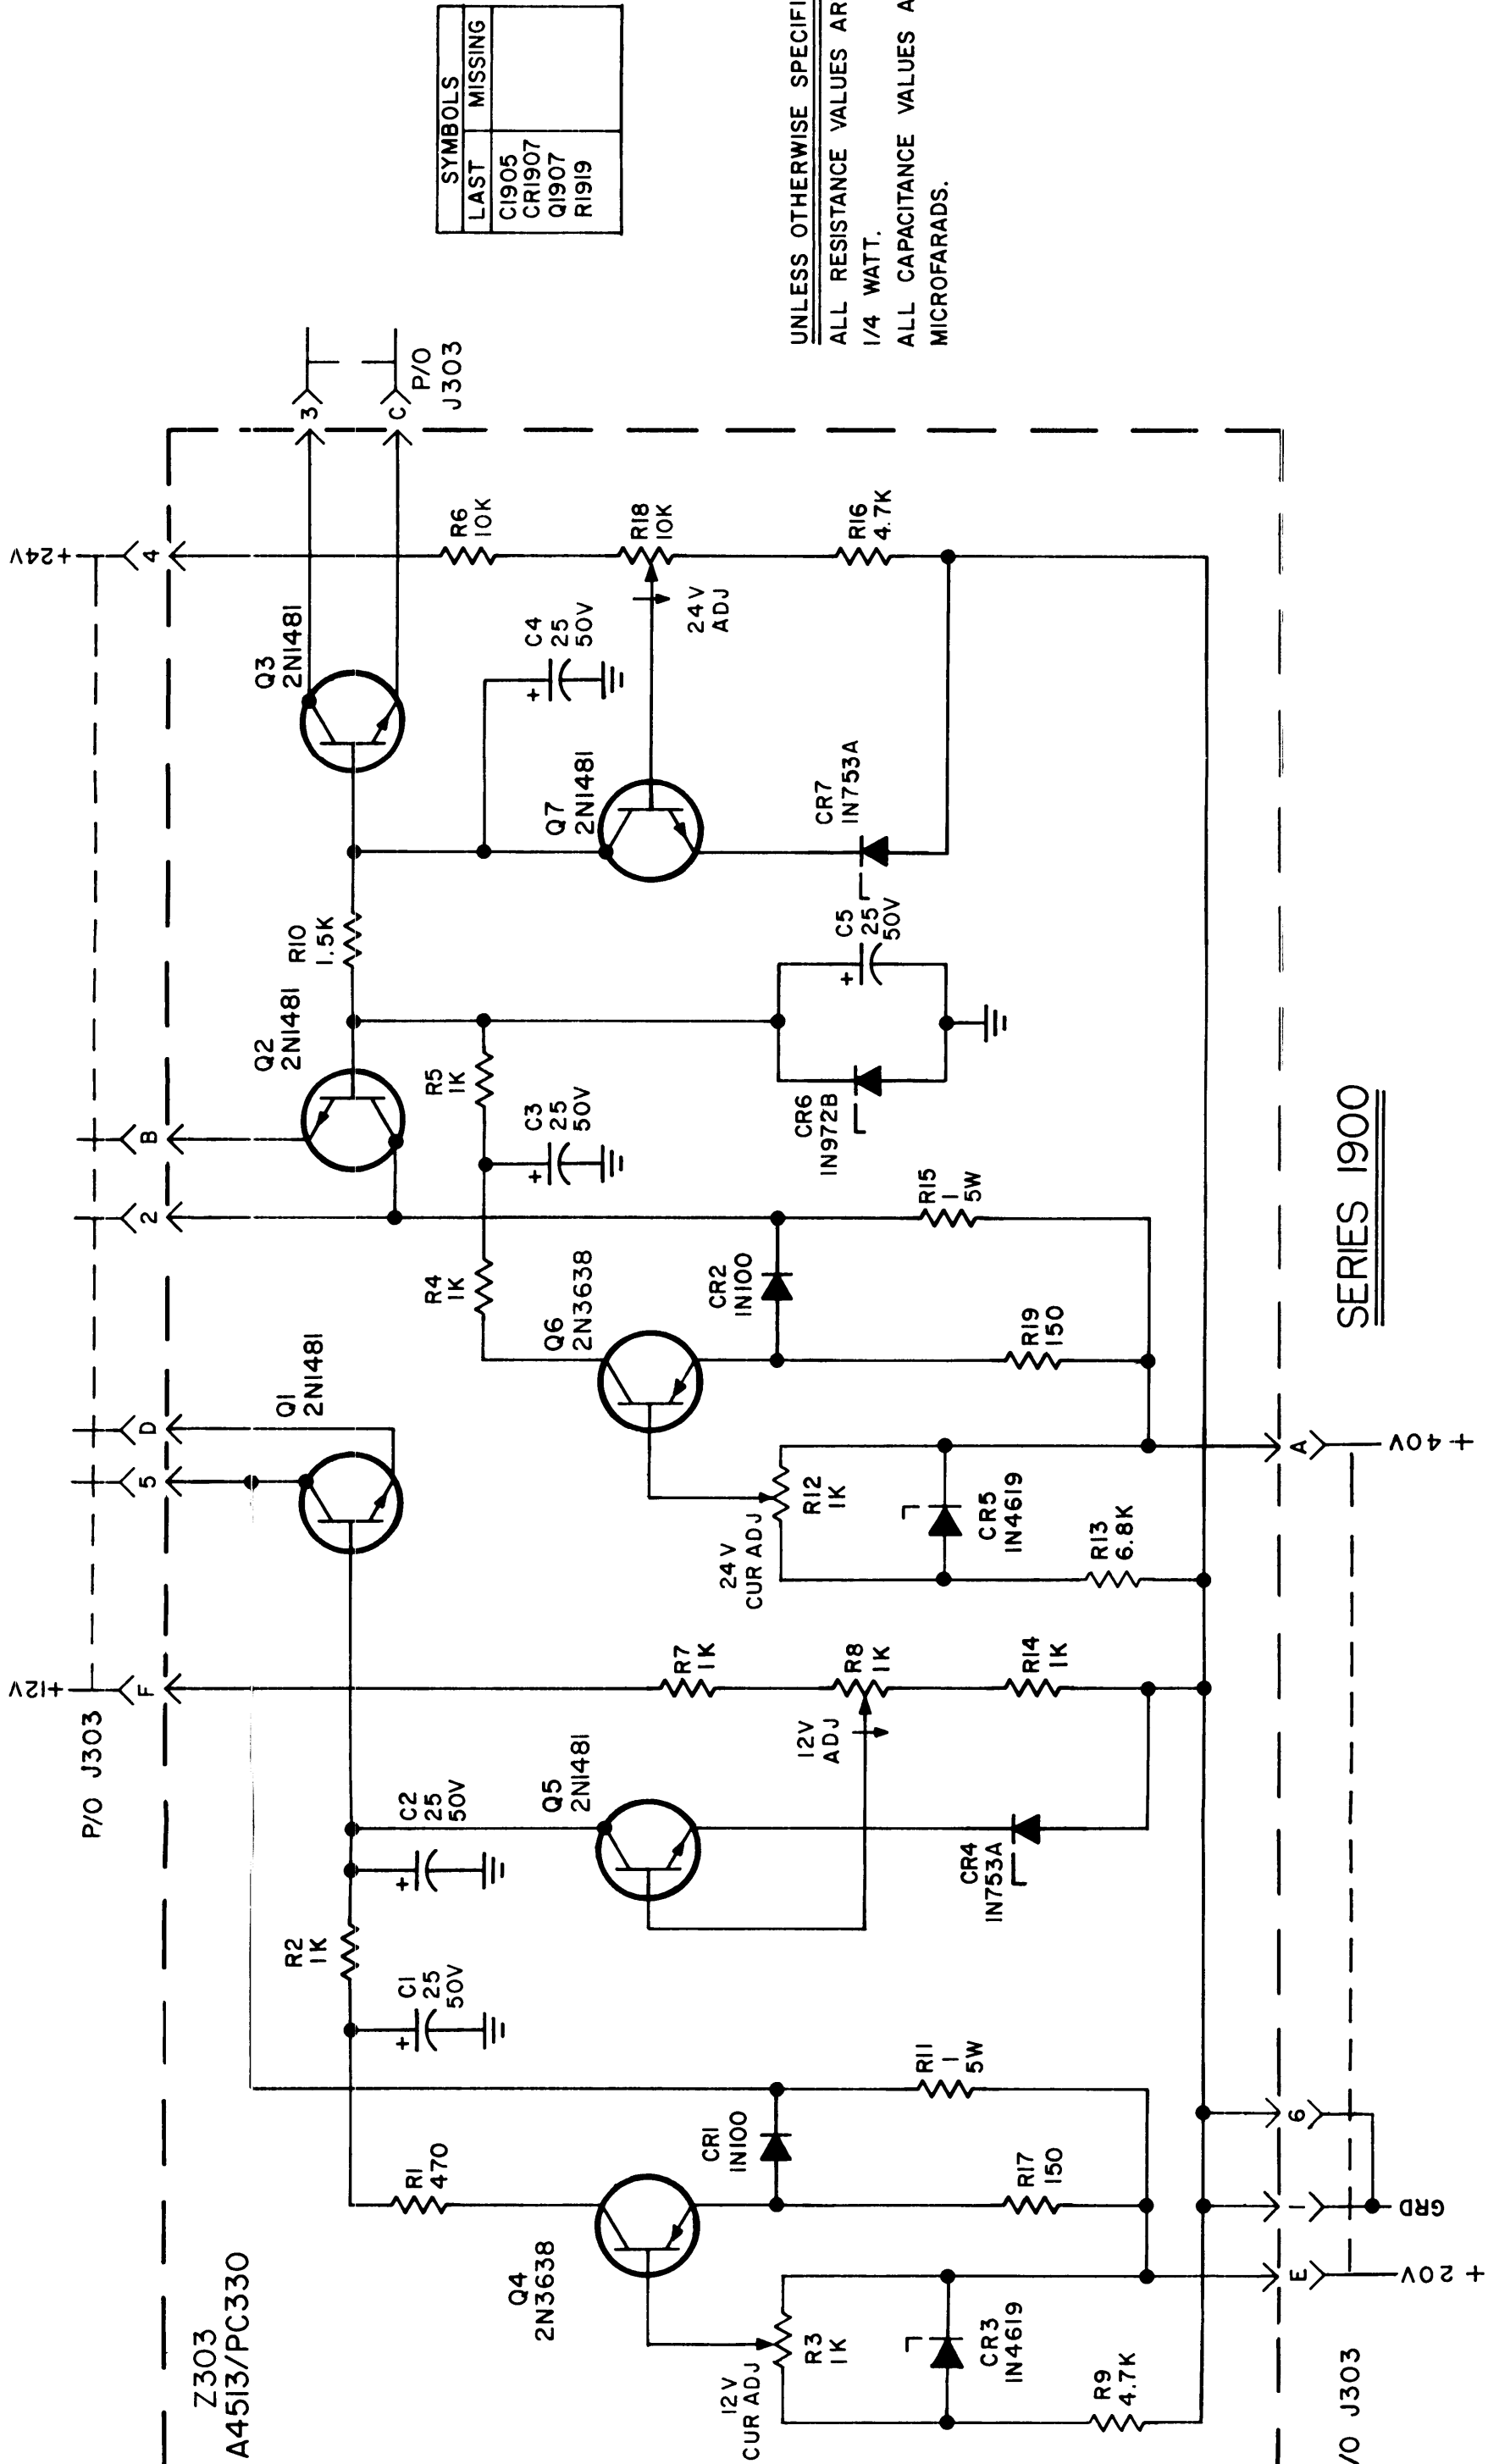 Z303
A4513/PC330
P/O J303
+12V
F
5
D
2
B
+24V
4
Q1
2N1481
Q2
2N1481
Q3
2N1481
3
C
P/O
J303
R1
470
C1
25
50V
R2
1K
C2
25
50V
R4
1K
C3
25
50V
R5
1K
R10
1.5K
C4
25
50V
R6
10K
Q4
2N3638
Q5
2N1481
Q6
2N3638
Q7
2N1481
R7
1K
R18
10K
24V
ADJ
12V
CUR ADJ
R3
1K
CR1
1N100
12V
ADJ
R8
1K
24V
CUR ADJ
R12
1K
CR2
1N100
CR6
1N972B
C5
25
50V
CR7
1N753A
R16
4.7K
CR3
1N4619
R11
1
5W
CR4
1N753A
CR5
1N4619
R15
1
5W
R9
4.7K
R17
150
R14
1K
R13
6.8K
R19
150
E
1
6
A
+20V
GRD
+40V
/O J303
SERIES 1900
SYMBOLS
LAST MISSING
C1905
CR1907
Q1907
R1919
UNLESS OTHERWISE
ALL RESISTANCE VALUES
1/4 WATT.
ALL CAPACITANCE VALUES
MICROFARADS.